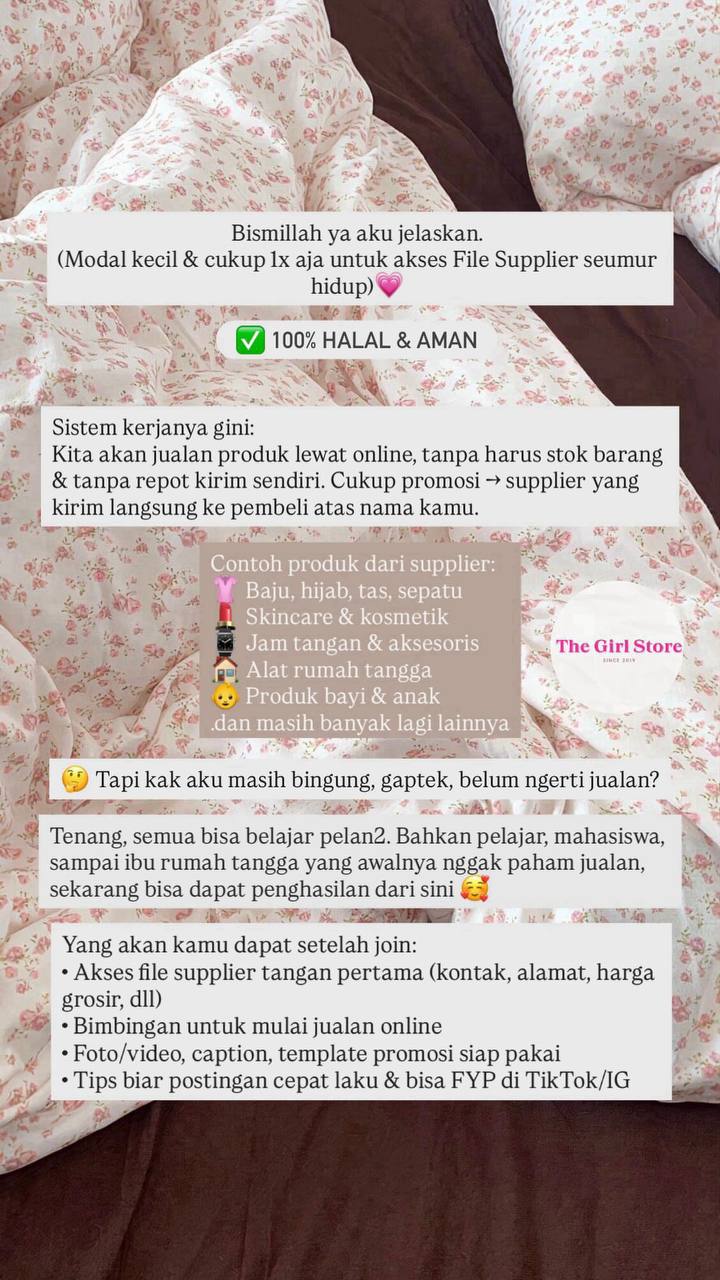 Bismillah ya aku jelaskan.
(Modal kecil & cukup 1x aja untuk akses File Supplier seumur
hidup)💗
✅ 100% HALAL & AMAN
Sistem kerjanya gini:
Kita akan jualan produk lewat online, tanpa harus stok barang
& tanpa repot kirim sendiri. Cukup promosi → supplier yang
kirim langsung ke pembeli atas nama kamu.
Contoh produk dari supplier:
👚 Baju, hijab, tas, sepatu
💄 Skincare & kosmetik
⌚ Jam tangan & aksesoris
🏠 Alat rumah tangga
👶 Produk bayi & anak
.dan masih banyak lagi lainnya
The Girl Store
SINCE 2019
🤔 Tapi kak aku masih bingung, gaptek, belum ngerti jualan?
Tenang, semua bisa belajar pelan2. Bahkan pelajar, mahasiswa,
sampai ibu rumah tangga yang awalnya nggak paham jualan,
sekarang bisa dapat penghasilan dari sini 🥰
Yang akan kamu dapat setelah join:
• Akses file supplier tangan pertama (kontak, alamat, harga
grosir, dll)
• Bimbingan untuk mulai jualan online
• Foto/video, caption, template promosi siap pakai
• Tips biar postingan cepat laku & bisa FYP di TikTok/IG